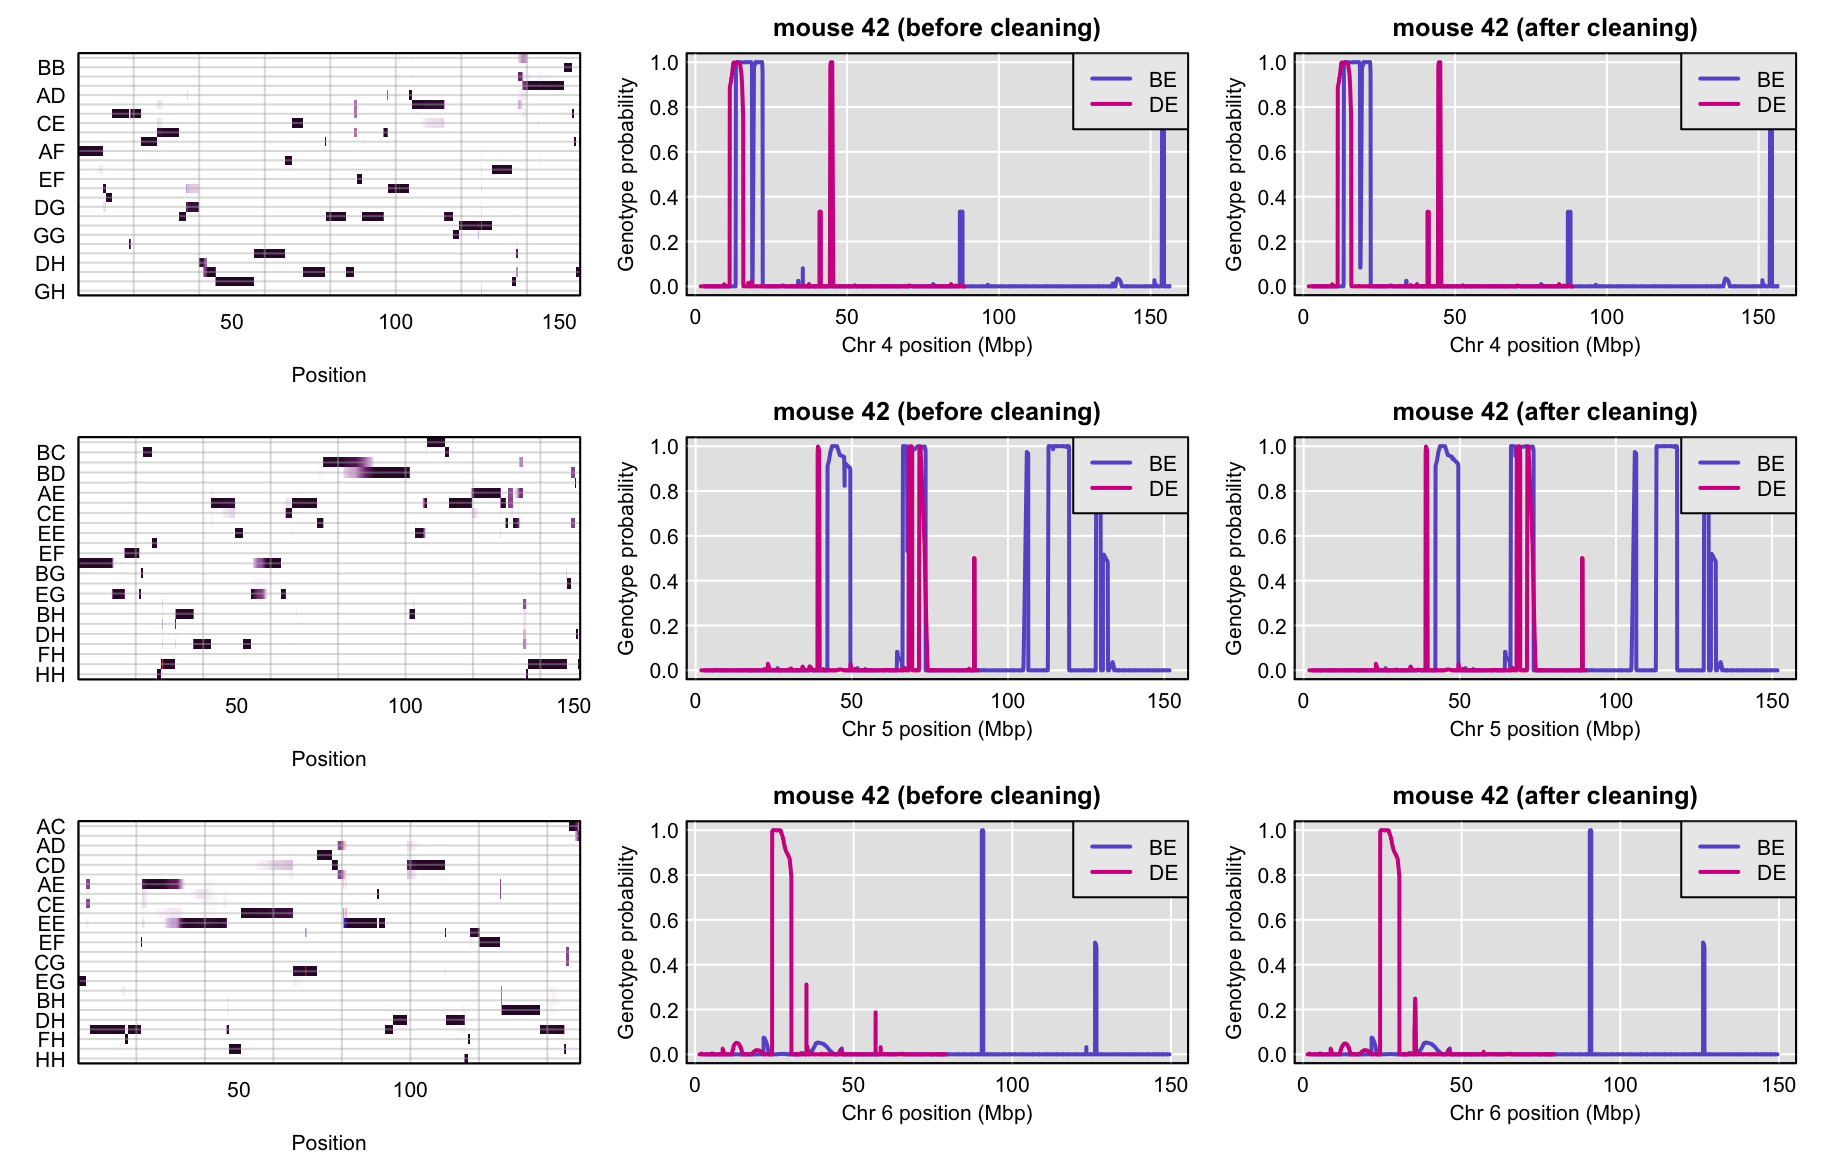 BB
AD
CE
AF
EF
DG
GG
DH
GH
50 100 150
Position
mouse 42 (before cleaning)
Genotype probability
1.0
0.8
0.6
0.4
0.2
0.0
BE
DE
0 50 100 150
Chr 4 position (Mbp)
mouse 42 (after cleaning)
Genotype probability
1.0
0.8
0.6
0.4
0.2
0.0
BE
DE
0 50 100 150
Chr 4 position (Mbp)
BC
BD
AE
CE
EE
EF
BG
EG
BH
DH
FH
HH
50 100 150
Position
mouse 42 (before cleaning)
Genotype probability
1.0
0.8
0.6
0.4
0.2
0.0
BE
DE
0 50 100 150
Chr 5 position (Mbp)
mouse 42 (after cleaning)
Genotype probability
1.0
0.8
0.6
0.4
0.2
0.0
BE
DE
0 50 100 150
Chr 5 position (Mbp)
AC
AD
CD
AE
CE
EE
EF
CG
EG
BH
DH
FH
HH
50 100
Position
mouse 42 (before cleaning)
Genotype probability
1.0
0.8
0.6
0.4
0.2
0.0
BE
DE
0 50 100 150
Chr 6 position (Mbp)
mouse 42 (after cleaning)
Genotype probability
1.0
0.8
0.6
0.4
0.2
0.0
BE
DE
0 50 100 150
Chr 6 position (Mbp)